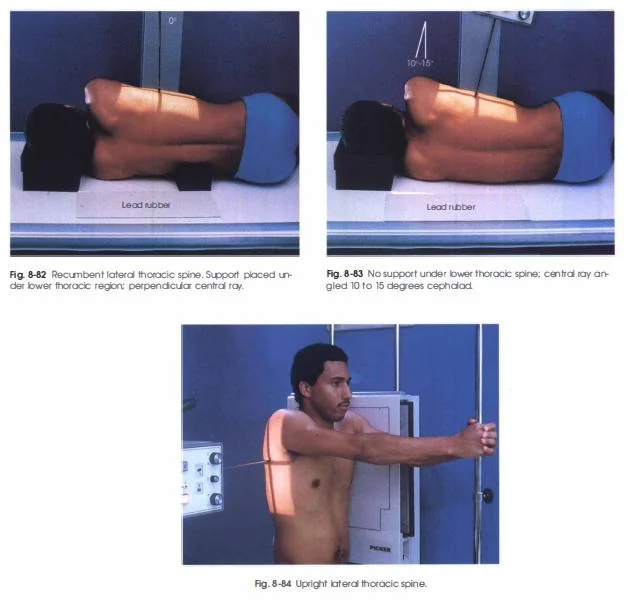 0°
10°-15°
Lead rubber
Lead rubber
Fig. 8-82 Recumbent lateral thoracic spine. Support placed un-
der lower thoracic region; perpendicular central ray.
Fig. 8-83 No support under lower thoracic spine; central ray an-
gled 10 to 15 degrees cephalad.
PICKER
Fig. 8-84 Upright lateral thoracic spine.